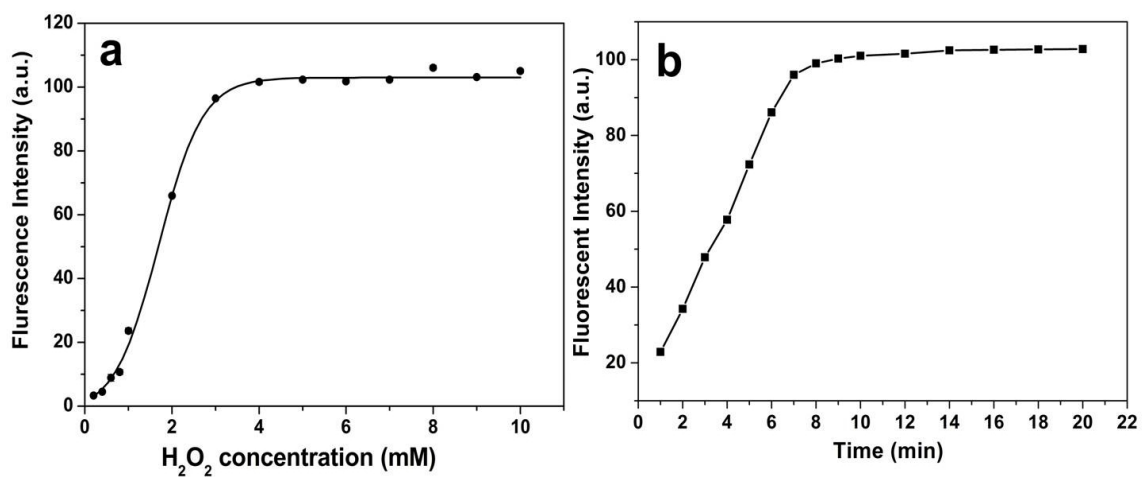 a
Flurescence Intensity (a.u.)
120
100
80
60
40
20
0
0 2 4 6 8 10
H₂O₂ concentration (mM)
b
Fluorescent Intensity (a.u.)
100
80
60
40
20
0 2 4 6 8 10 12 14 16 18 20 22
Time (min)